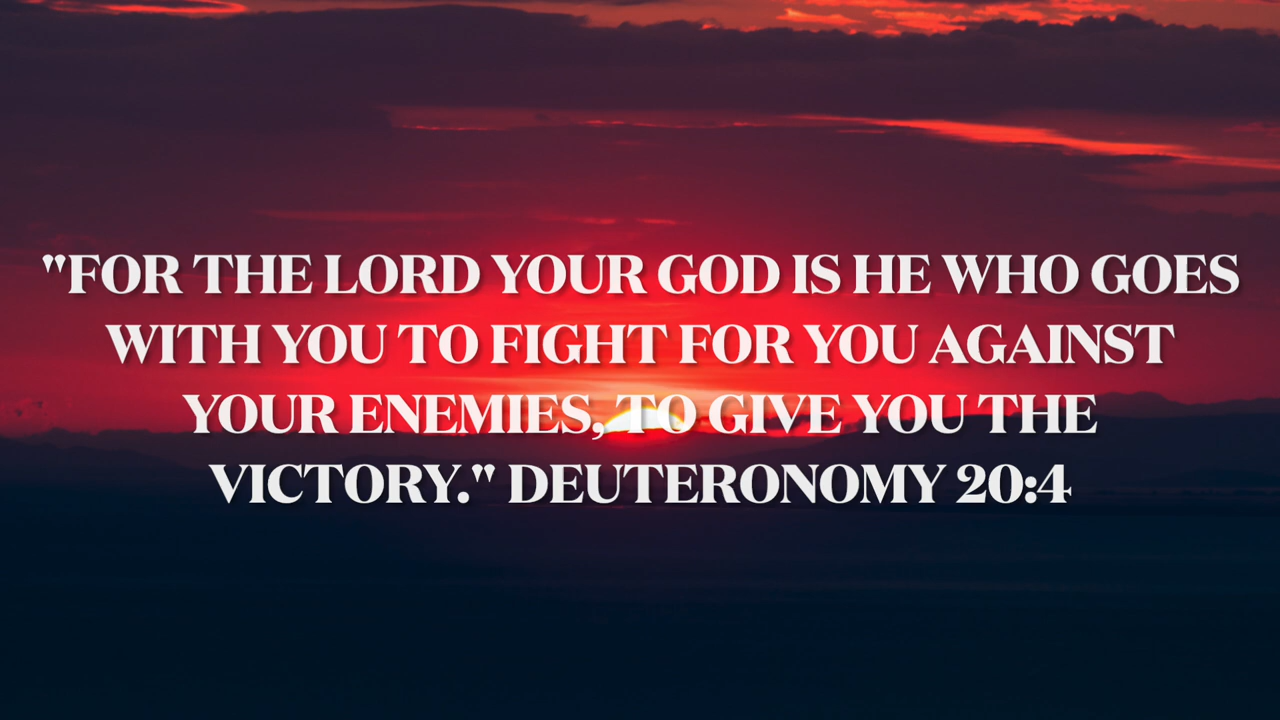 "FOR THE LORD YOUR GOD IS HE WHO GOES
WITH YOU TO FIGHT FOR YOU AGAINST
YOUR ENEMIES, TO GIVE YOU THE
VICTORY." DEUTERONOMY 20:4